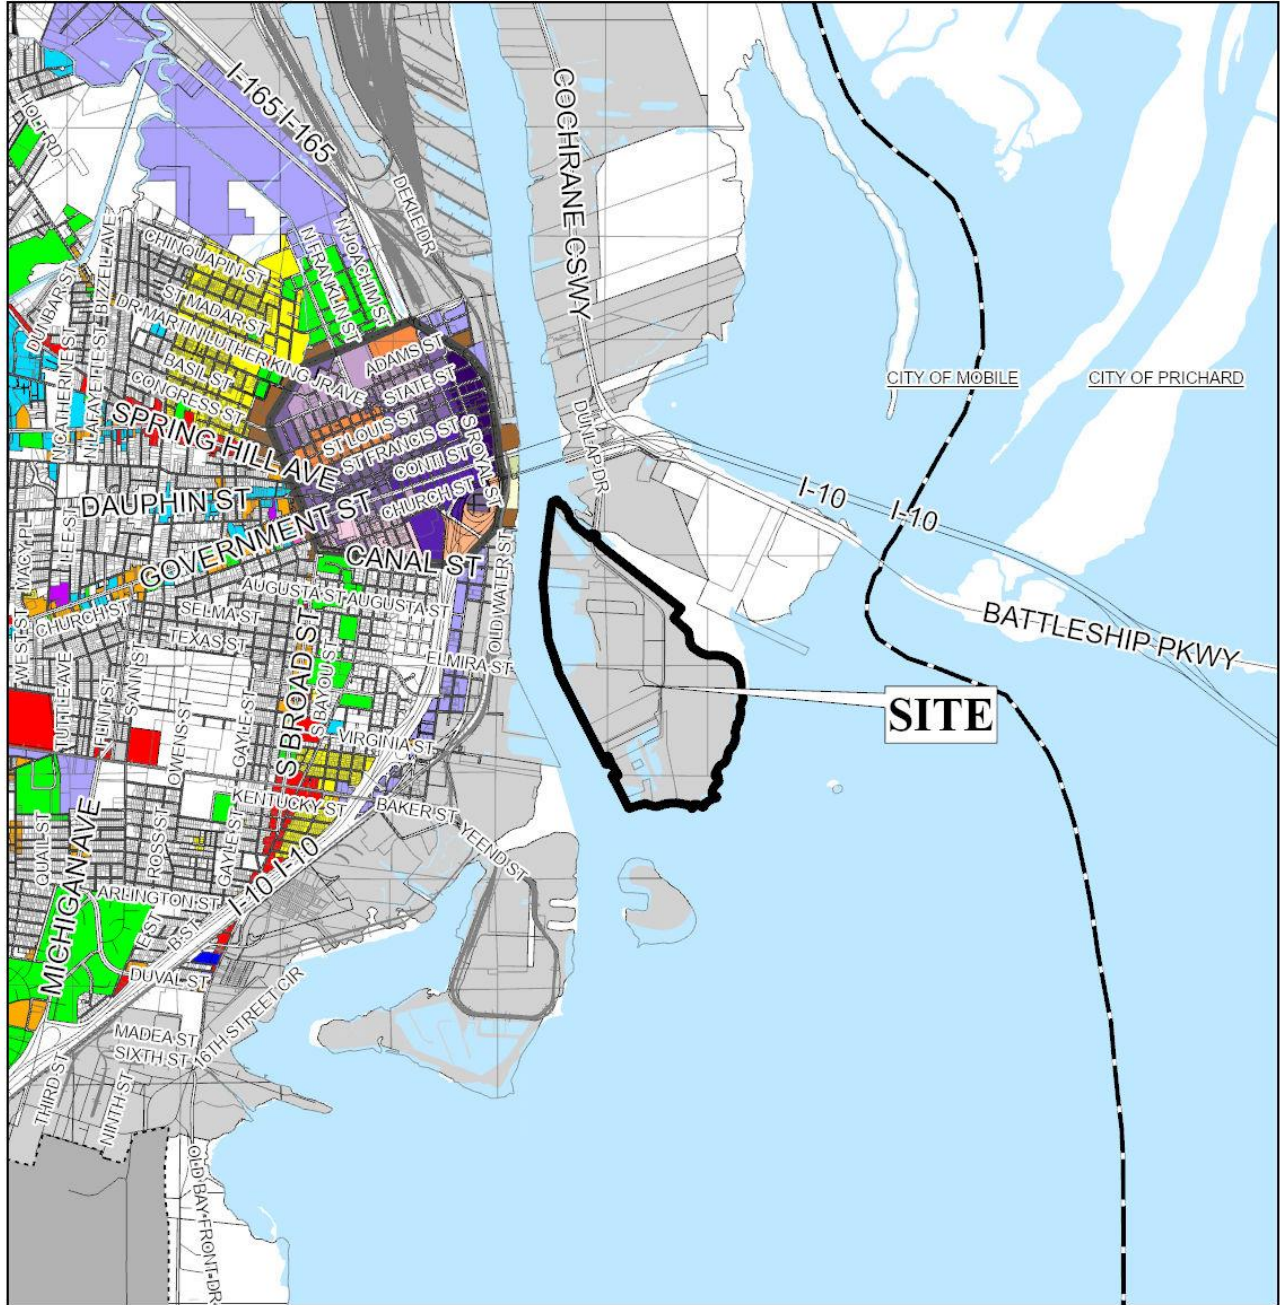 I-165 I-165
HOLT RD
COCHRANE CSWY
DEKLE DR
N JOACHIM ST
N FRANKLIN ST
CHINQUAPIN ST
ST MADAR ST
DR MARTIN LUTHER KING JR AVE
DUNBAR ST
BIZELL AVE
N LAFAYETTE ST
N CATHERINE ST
BASIL ST
CONGRESS ST
ADAMS ST
STATE ST
CITY OF MOBILE
CITY OF PRICHARD
SPRING HILL AVE
ST LOUIS ST
ST FRANCIS ST
CONTI ST
S ROYAL ST
DUNLAP DR
DAUPHIN ST
CHURCH ST
I-10
I-10
GOVERNMENT ST
LEE ST
MACY PL
CANAL ST
OLD WATER ST
AUGUSTA ST
AUGUSTA ST
CHURCH ST
SELMA ST
TEXAS ST
WEST ST
BATTLESHIP PKWY
ELMIRA ST
S BROAD ST
S BAYOU ST
S ANN ST
TUTTLE AVE
FLINT ST
GAYLE ST
OWENS ST
SITE
VIRGINIA ST
KENTUCKY ST
BAKER ST
YEEND ST
MICHIGAN AVE
QUAIL ST
ROSS ST
GAYLE ST
I-10 I-10
ARLINGTON ST
E ST
B ST
DUVAL ST
16TH STREET CIR
MADEA ST
SIXTH ST
THIRD ST
NINTH ST
OLD BAY FRONT DR